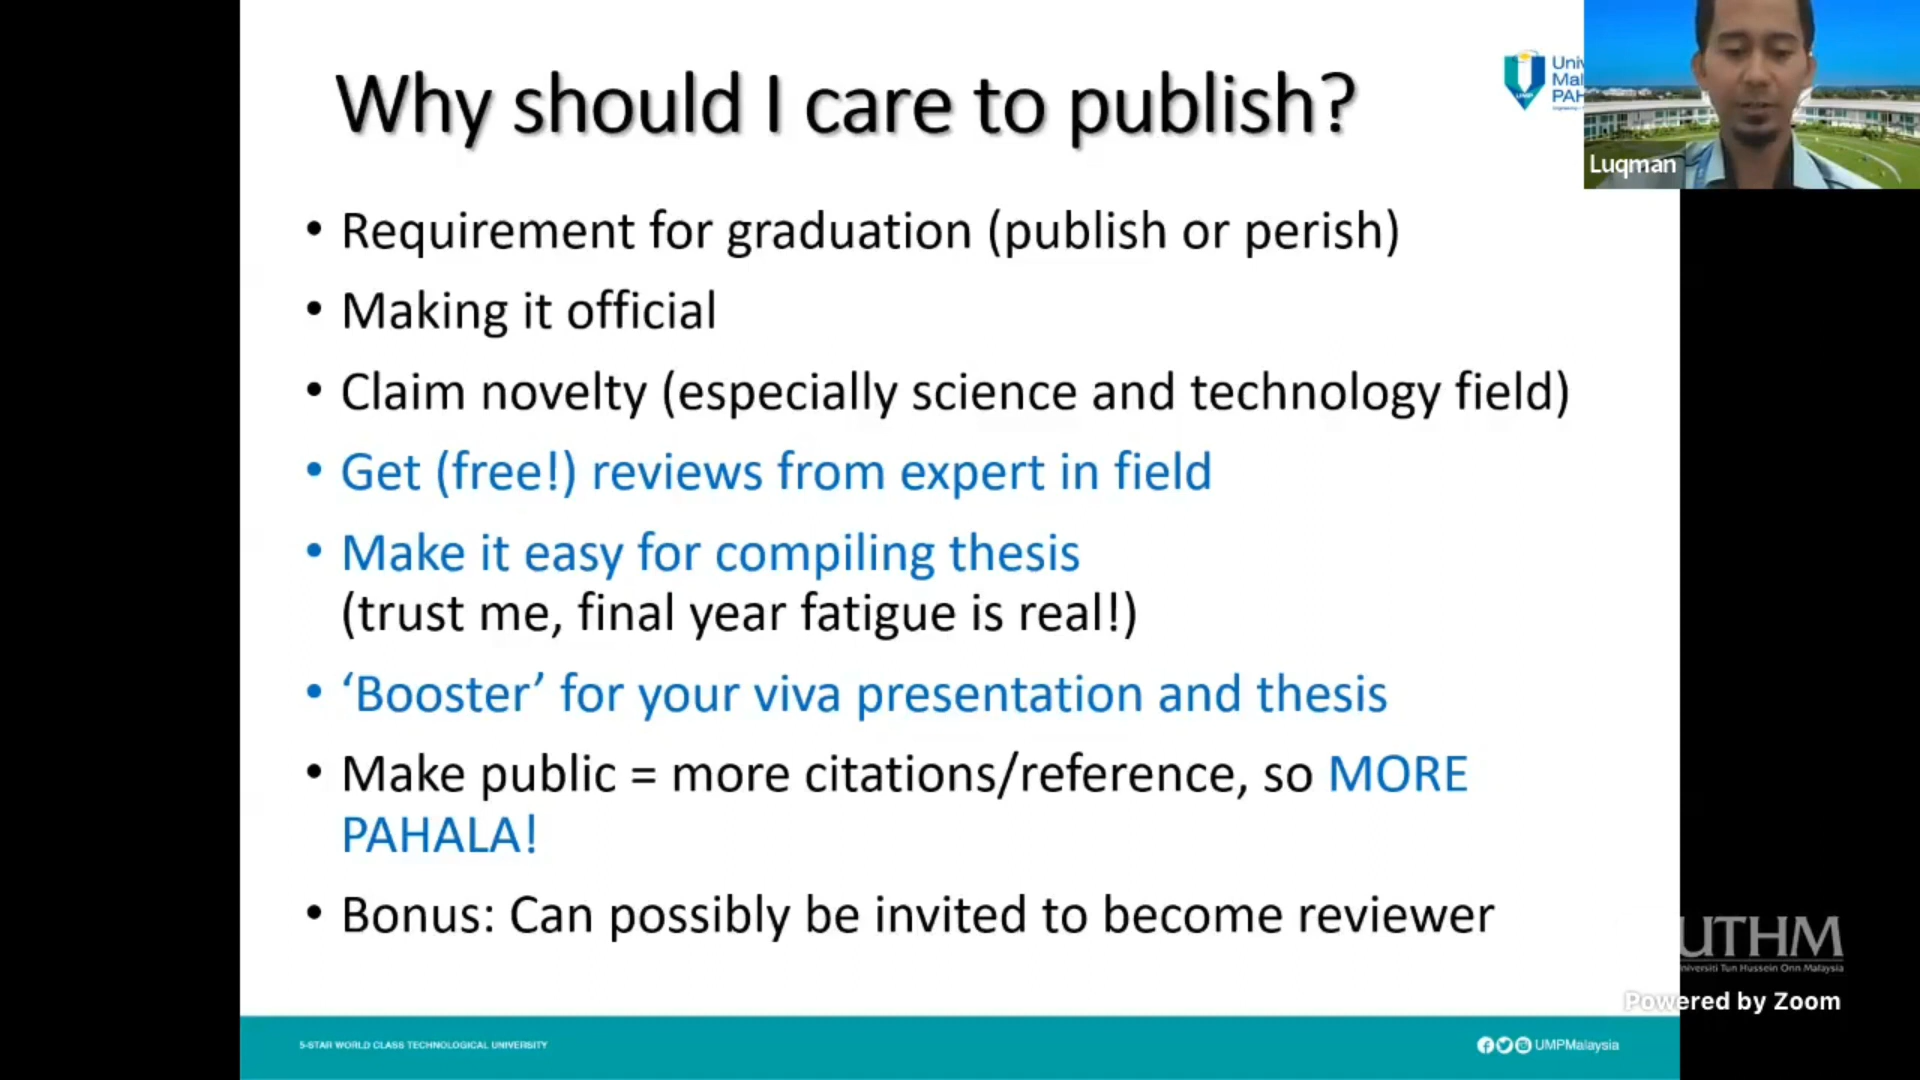 Why should I care to publish?
Luqman
UMP
• Requirement for graduation (publish or perish)
• Making it official
• Claim novelty (especially science and technology field)
• Get (free!) reviews from expert in field
• Make it easy for compiling thesis
(trust me, final year fatigue is real!)
• ‘Booster’ for your viva presentation and thesis
• Make public = more citations/reference, so MORE
PAHALA!
• Bonus: Can possibly be invited to become reviewer
UTHM
Universiti Tun Hussein Onn Malaysia
Powered by Zoom
5-STAR WORLD CLASS TECHNOLOGICAL UNIVERSITY
UMPMalaysia